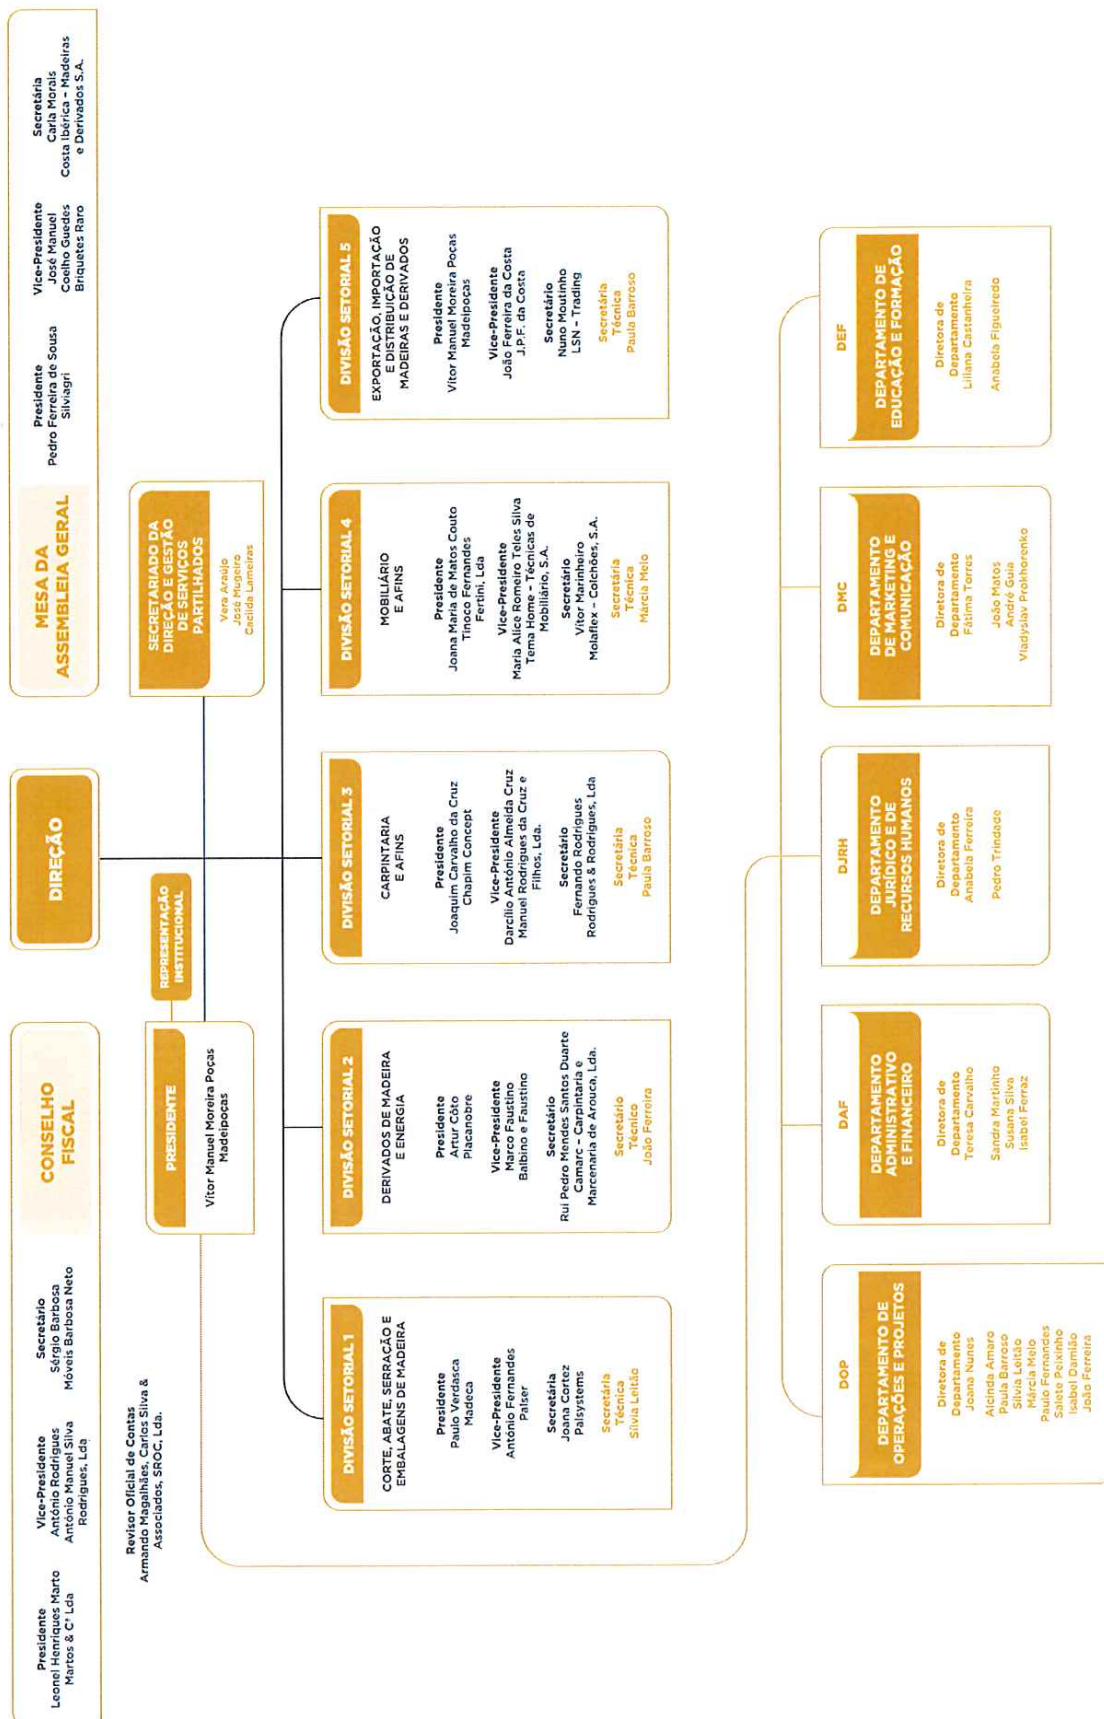 Presidente
Leonel Henriques Marto
Martos & Cª Lda
Vice-Presidente
António Rodrigues
António Manuel Silva
Rodrigues, Lda
Secretário
Sérgio Barbosa
Móveis Barbosa Neto
CONSELHO
FISCAL
DIREÇÃO
MESA DA
ASSEMBLEIA GERAL
Presidente
Pedro Ferreira de Sousa
Silviagri
Vice-Presidente
José Manuel
Coelho Guedes
Briquetes Raro
Secretária
Carla Morais
Costa Ibérica – Madeiras
e Derivados S.A.
Revisor Oficial de Contas
Armando Magalhães, Carlos Silva &
Associados, SROC, Lda.
PRESIDENTE
Vítor Manuel Moreira Poças
Madeipoças
REPRESENTAÇÃO
INSTITUCIONAL
SECRETARIADO DA
DIREÇÃO E GESTÃO
DE SERVIÇOS
PARTILHADOS
Vera Araújo
José Mugeiro
Cacilda Lameiras
DIVISÃO SETORIAL 1
CORTE, ABATE, SERRAÇÃO E
EMBALAGENS DE MADEIRA
Presidente
Paulo Verdasca
Madeca
Vice-Presidente
António Fernandes
Palser
Secretária
Joana Cortez
Palsystems
Secretária
Técnica
Sílvia Leitão
DIVISÃO SETORIAL 2
DERIVADOS DE MADEIRA
E ENERGIA
Presidente
Artur Côto
Placanobre
Vice-Presidente
Marco Faustino
Balbino e Faustino
Secretário
Rui Pedro Mendes Santos Duarte
Camarc – Carpintaria e
Marcenaria de Arouca, Lda.
Secretário
Técnico
João Ferreira
DIVISÃO SETORIAL 3
CARPINTARIA
E AFINS
Presidente
Joaquim Carvalho da Cruz
Chapim Concept
Vice-Presidente
Darcílio António Almeida Cruz
Manuel Rodrigues da Cruz e
Filhos, Lda.
Secretário
Fernando Rodrigues
Rodrigues & Rodrigues, Lda
Secretária
Técnica
Paula Barroso
DIVISÃO SETORIAL 4
MOBILIÁRIO
E AFINS
Presidente
Joana Maria de Matos Couto
Tinoco Fernandes
Fertini, Lda
Vice-Presidente
Maria Alice Romeiro Teles Silva
Tema Home – Técnicas de
Mobiliário, S.A.
Secretário
Vítor Marinheiro
Molaflex – Colchões, S.A.
Secretária
Técnica
Márcia Melo
DIVISÃO SETORIAL 5
EXPORTAÇÃO, IMPORTAÇÃO
E DISTRIBUIÇÃO DE
MADEIRAS E DERIVADOS
Presidente
Vítor Manuel Moreira Poças
Madeipoças
Vice-Presidente
João Ferreira da Costa
J.P.F. da Costa
Secretário
Nuno Moutinho
LSN – Trading
Secretária
Técnica
Paula Barroso
DOP
DEPARTAMENTO DE
OPERAÇÕES E PROJETOS
Diretora de
Departamento
Joana Nunes
Alcinda Amaro
Paula Barroso
Sílvia Leitão
Márcia Melo
Paulo Fernandes
Salete Peixinho
Isabel Damião
João Ferreira
DAF
DEPARTAMENTO
ADMINISTRATIVO
E FINANCEIRO
Diretora de
Departamento
Teresa Carvalho
Sandra Martinho
Susana Silva
Isabel Ferraz
DJRH
DEPARTAMENTO
JURÍDICO E DE
RECURSOS HUMANOS
Diretora de
Departamento
Anabela Ferreira
Pedro Trindade
DMC
DEPARTAMENTO
DE MARKETING E
COMUNICAÇÃO
Diretora de
Departamento
Fátima Torres
João Matos
André Guia
Vladyslav Prokhorenko
DEF
DEPARTAMENTO DE
EDUCAÇÃO E FORMAÇÃO
Diretora de
Departamento
Liliana Castanheira
Anabela Figueiredo